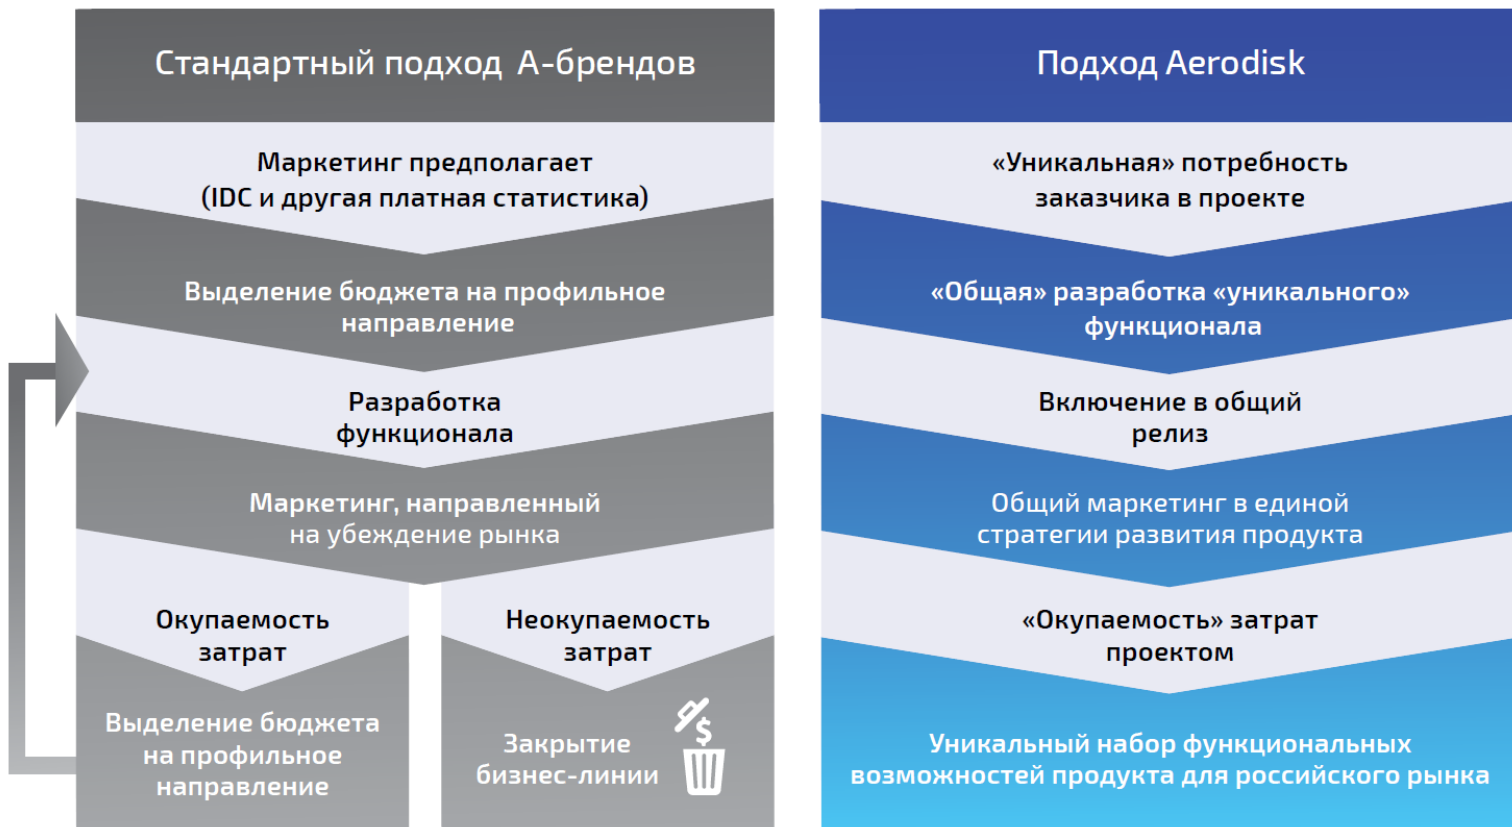 Стандартный подход А-брендов
Маркетинг предполагает
(IDC и другая платная статистика)
Выделение бюджета на профильное
направление
Разработка
функционала
Маркетинг, направленный
на убеждение рынка
Окупаемость
затрат
Выделение бюджета
на профильное
направление
Неокупаемость
затрат
Закрытие
бизнес-линии
$
Подход Aerodisk
«Уникальная» потребность
заказчика в проекте
«Общая» разработка «уникального»
функционала
Включение в общий
релиз
Общий маркетинг в единой
стратегии развития продукта
«Окупаемость» затрат
проектом
Уникальный набор функциональных
возможностей продукта для российского рынка